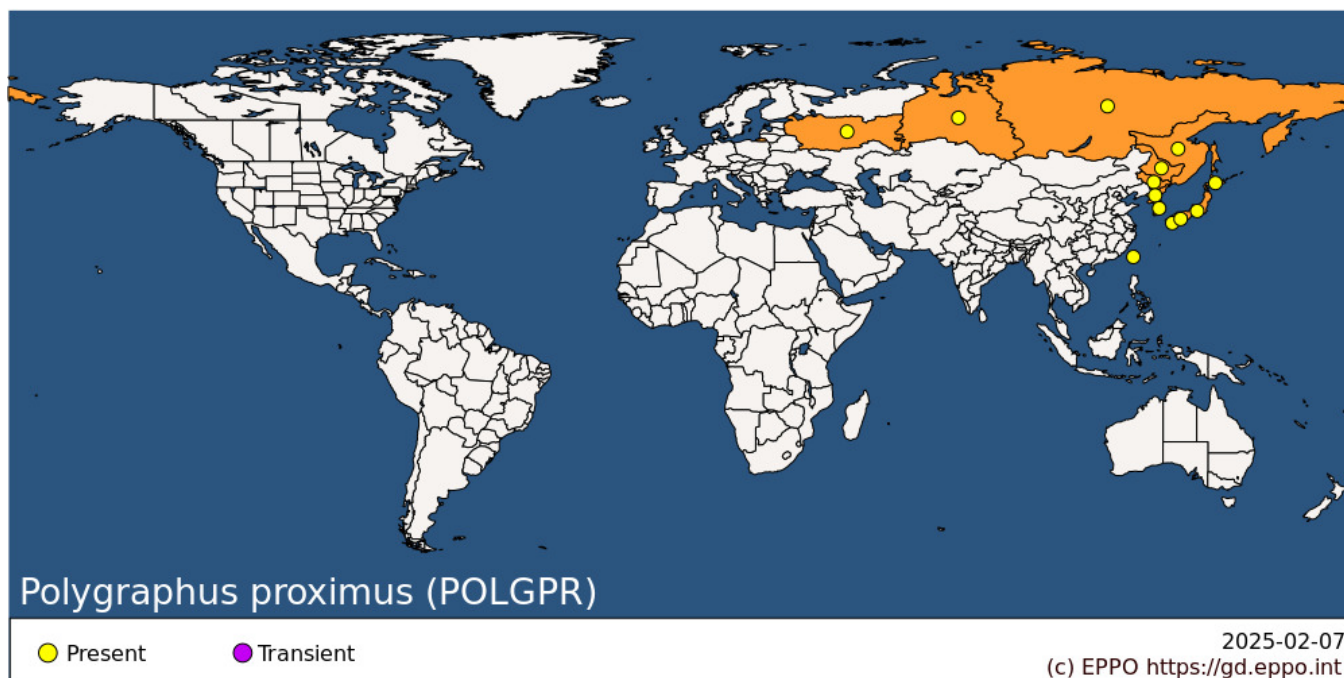 Polygraphus proximus (POLGPR)
Present
Transient
2025-02-07
(c) EPPO https://gd.eppo.int